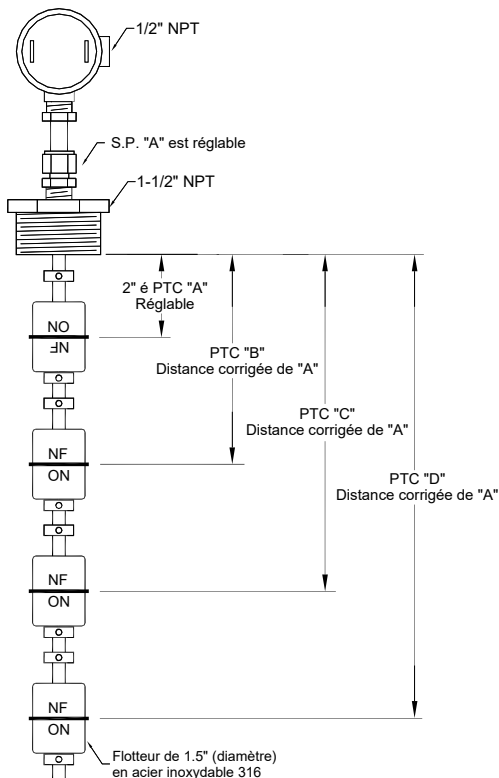 1/2" NPT
S.P. "A" est réglable
1-1/2" NPT
2" é PTC "A"
Réglable
NO
NF
PTC "B"
Distance corrigée de "A"
PTC "C"
Distance corrigée de "A"
NF
ON
PTC "D"
Distance corrigée de "A"
NF
ON
NF
ON
Flotteur de 1.5" (diamètre)
en acier inoxydable 316